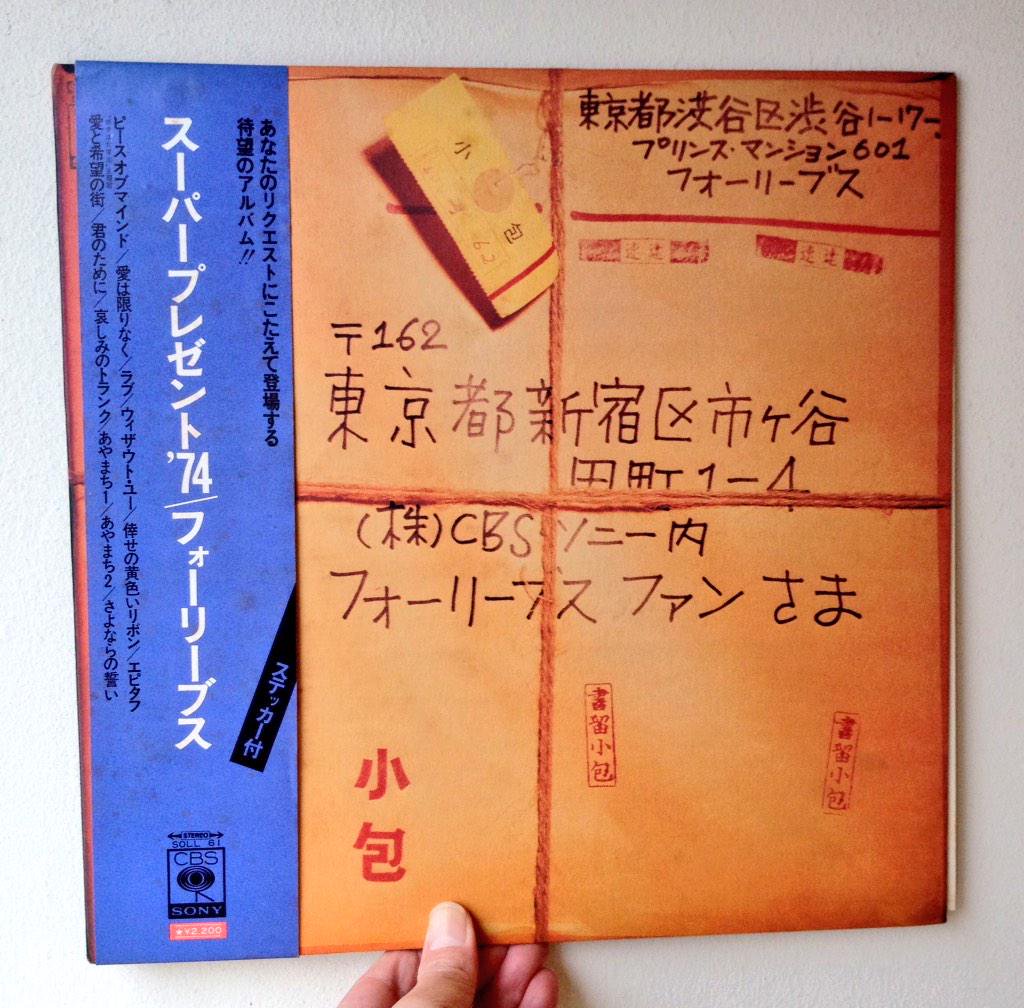 あなたのリクエストにこたえて登場する
待望のアルバム!!
スーパープレゼント'74/フォーリーブス
ピースオブマインド/愛は限りなく/ラブ/ウィザウト・ユー/倖せの黄色いリボン/エピタフ
愛と希望の街/君のために/哀しみのトランク/あやまち1/あやまち2/さよならの誓い
ステッカー付
STEREO
SOLL 61
CBS
SONY
★¥2,200
小包
62
東京都渋谷区渋谷1-17-
プリンス・マンション601
フォーリーブス
速達
速達
〒162
東京都新宿区市ヶ谷
田町1-4
(株)CBSソニー内
フォーリーブス ファン さま
書留小包
書留小包
小包